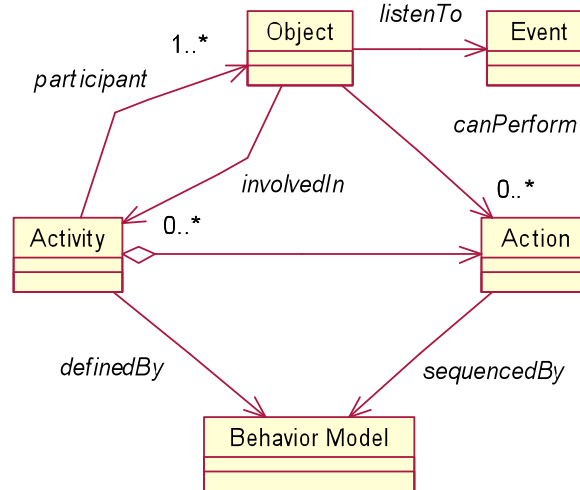 listenTo
Object
Event
1..*
participant
canPerform
involvedIn
0..*
0..*
Activity
Action
definedBy
sequencedBy
Behavior Model